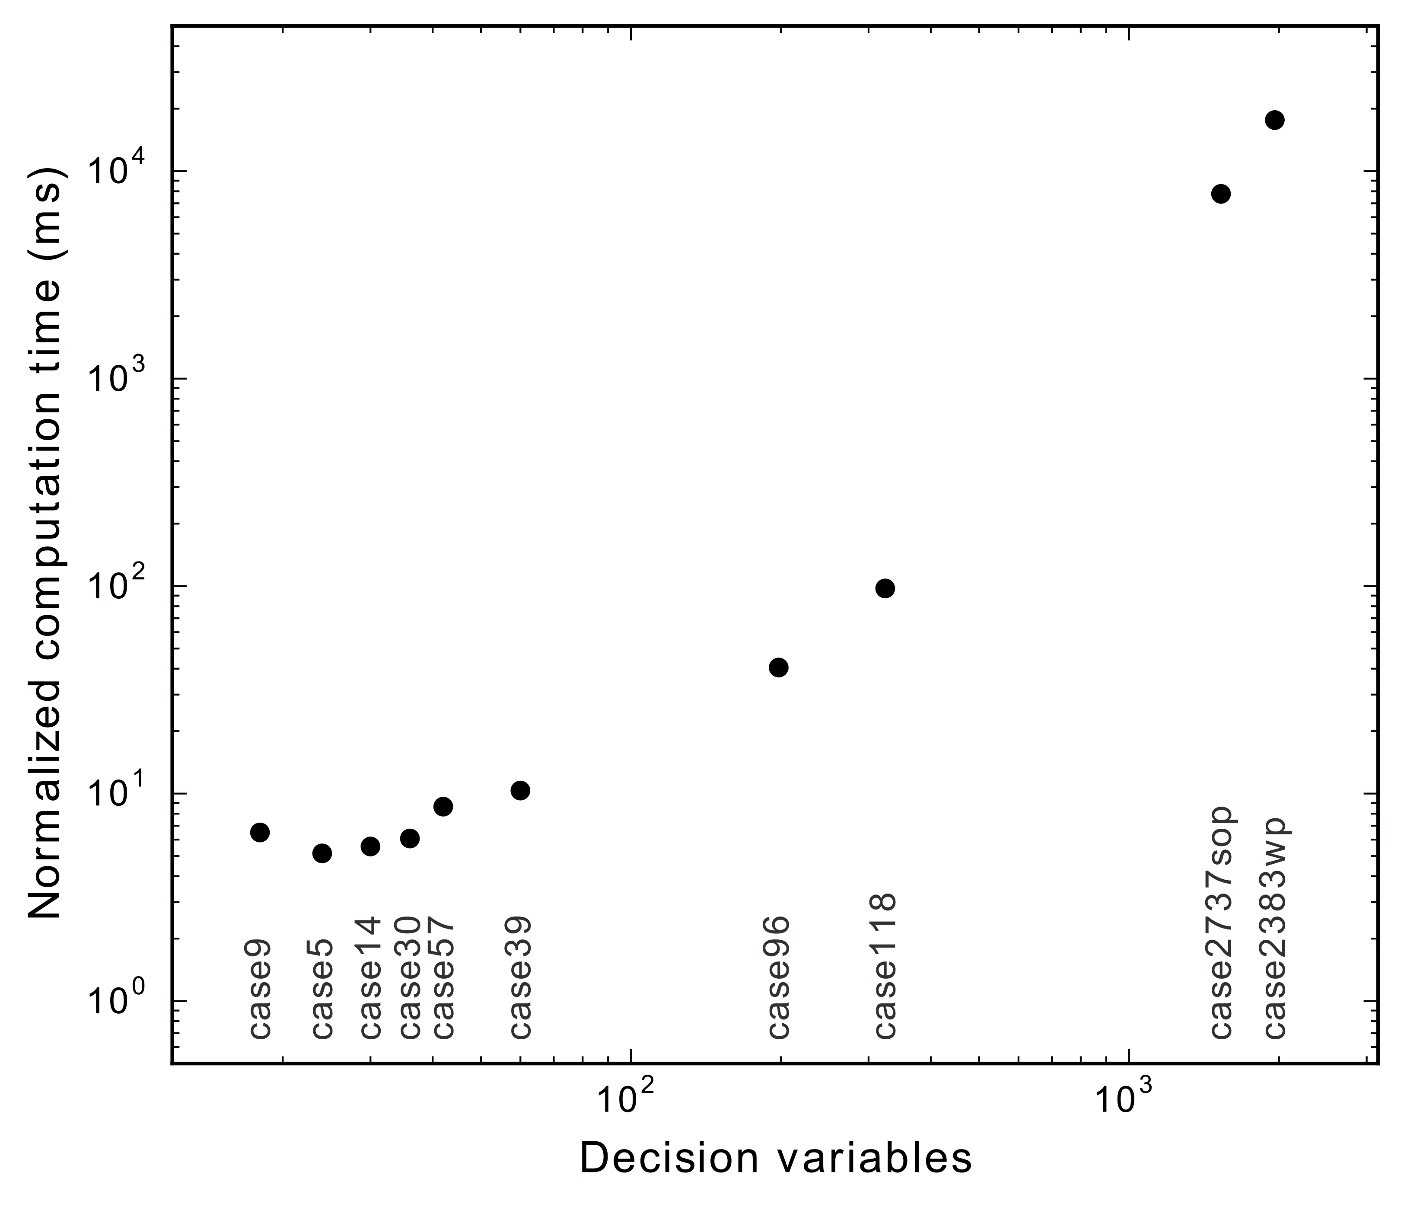 Normalized computation time (ms)
10^4
10^3
10^2
10^1
10^0
case9
case5
case14
case30
case57
case39
case96
case118
case2737sop
case2383wp
10^2
10^3
Decision variables